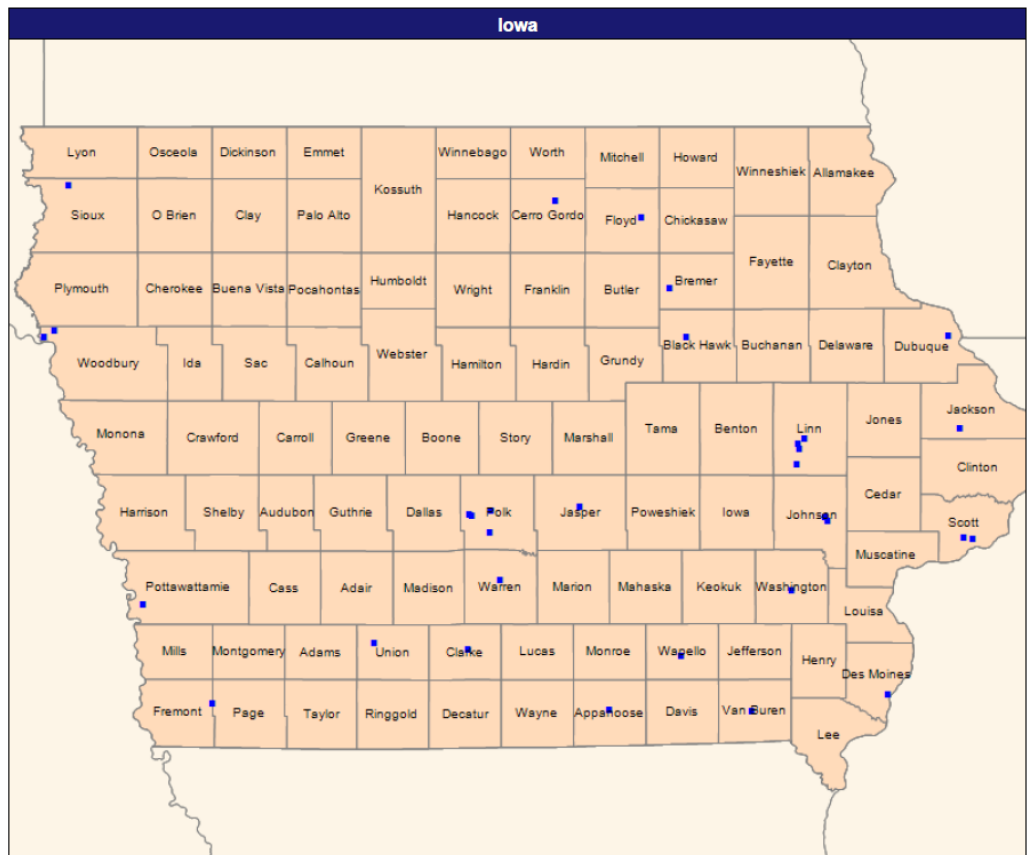 Iowa
Lyon
Osceola
Dickinson
Emmet
Kossuth
Winnebago
Worth
Mitchell
Howard
Winneshiek
Allamakee
Sioux
O Brien
Clay
Palo Alto
Hancock
Cerro Gordo
Floyd
Chickasaw
Fayette
Clayton
Plymouth
Cherokee
Buena Vista
Pocahontas
Humboldt
Wright
Franklin
Butler
Bremer
Woodbury
Ida
Sac
Calhoun
Webster
Hamilton
Hardin
Grundy
Black Hawk
Buchanan
Delaware
Dubuque
Monona
Crawford
Carroll
Greene
Boone
Story
Marshall
Tama
Benton
Linn
Jones
Jackson
Clinton
Harrison
Shelby
Audubon
Guthrie
Dallas
Polk
Jasper
Poweshiek
Iowa
Johnson
Cedar
Scott
Muscatine
Pottawattamie
Cass
Adair
Madison
Warren
Marion
Mahaska
Keokuk
Washington
Louisa
Mills
Montgomery
Adams
Union
Clarke
Lucas
Monroe
Wapello
Jefferson
Henry
Des Moines
Fremont
Page
Taylor
Ringgold
Decatur
Wayne
Appanoose
Davis
Van Buren
Lee